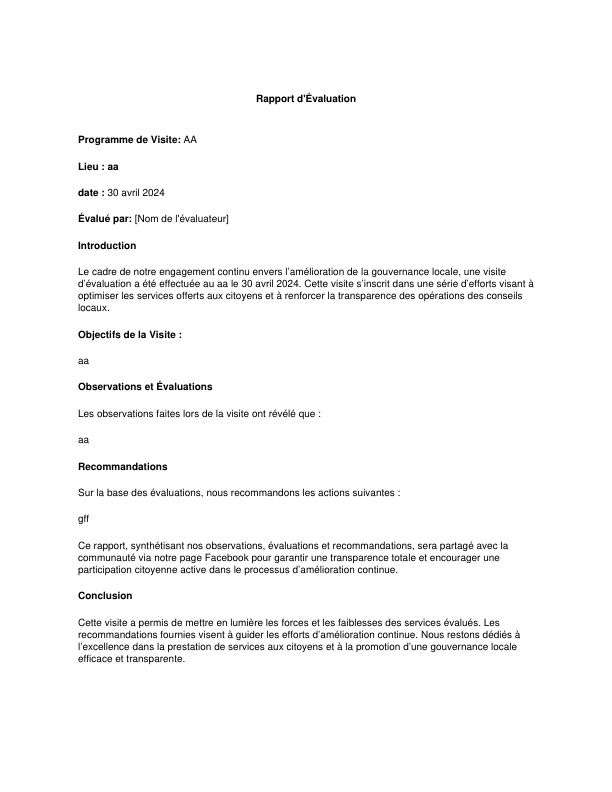 Rapport d'Évaluation
Programme de Visite: AA
Lieu : aa
date : 30 avril 2024
Évalué par: [Nom de l'évaluateur]
Introduction
Le cadre de notre engagement continu envers l’amélioration de la gouvernance locale, une visite
d’évaluation a été effectuée au aa le 30 avril 2024. Cette visite s’inscrit dans une série d’efforts visant à
optimiser les services offerts aux citoyens et à renforcer la transparence des opérations des conseils
locaux.
Objectifs de la Visite :
aa
Observations et Évaluations
Les observations faites lors de la visite ont révélé que :
aa
Recommandations
Sur la base des évaluations, nous recommandons les actions suivantes :
gff
Ce rapport, synthétisant nos observations, évaluations et recommandations, sera partagé avec la
communauté via notre page Facebook pour garantir une transparence totale et encourager une
participation citoyenne active dans le processus d’amélioration continue.
Conclusion
Cette visite a permis de mettre en lumière les forces et les faiblesses des services évalués. Les
recommandations fournies visent à guider les efforts d’amélioration continue. Nous restons dédiés à
l’excellence dans la prestation de services aux citoyens et à la promotion d’une gouvernance locale
efficace et transparente.